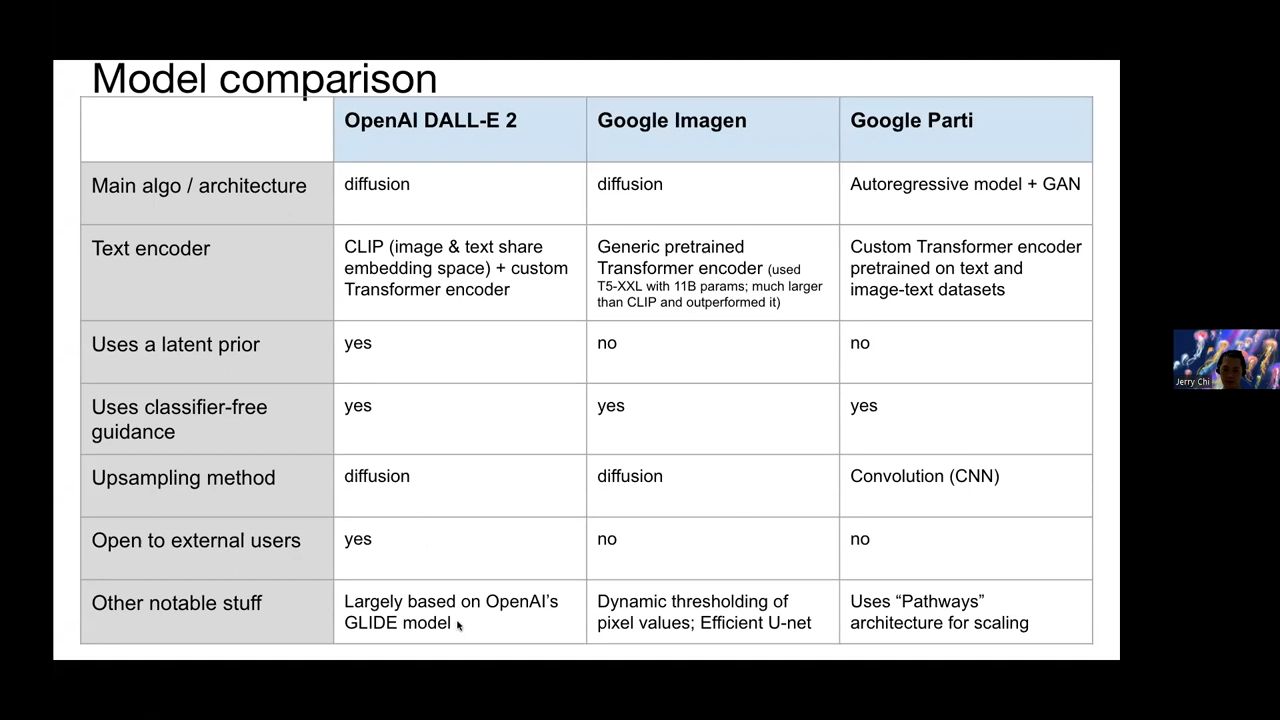 Model comparison
OpenAI DALL-E 2
Google Imagen
Google Parti
Main algo / architecture
diffusion
diffusion
Autoregressive model + GAN
Text encoder
CLIP (image & text share
embedding space) + custom
Transformer encoder
Generic pretrained
Transformer encoder (used
T5-XXL with 11B params; much larger
than CLIP and outperformed it)
Custom Transformer encoder
pretrained on text and
image-text datasets
Uses a latent prior
yes
no
no
Uses classifier-free
guidance
yes
yes
yes
Upsampling method
diffusion
diffusion
Convolution (CNN)
Open to external users
yes
no
no
Other notable stuff
Largely based on OpenAI’s
GLIDE model
Dynamic thresholding of
pixel values; Efficient U-net
Uses “Pathways”
architecture for scaling
Jerry Chi